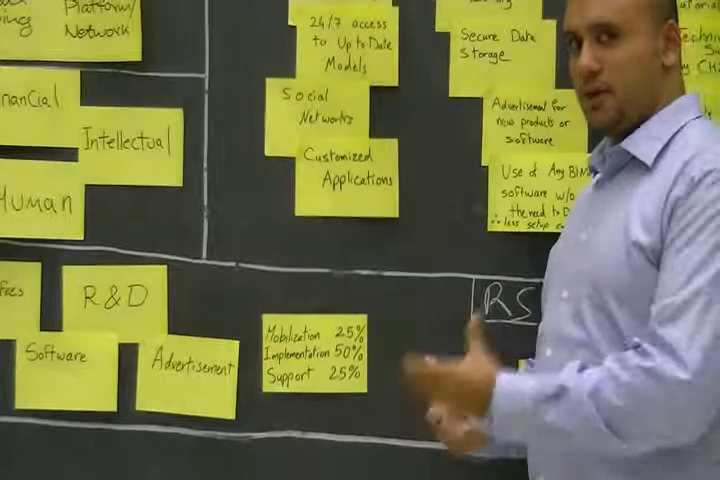 Platform/
Network
Financial
Intellectual
Human
24/7 access
to Up to Date
Models
Social
Networks
Customized
Applications
Secure Data
Storage
Advertisement for
new products or
software
Use of Any BIM
software w/o
the need to
∴ less setup
Fees
R&D
Software
Advertisement
Mobilization 25%
Implementation 50%
Support 25%
RS